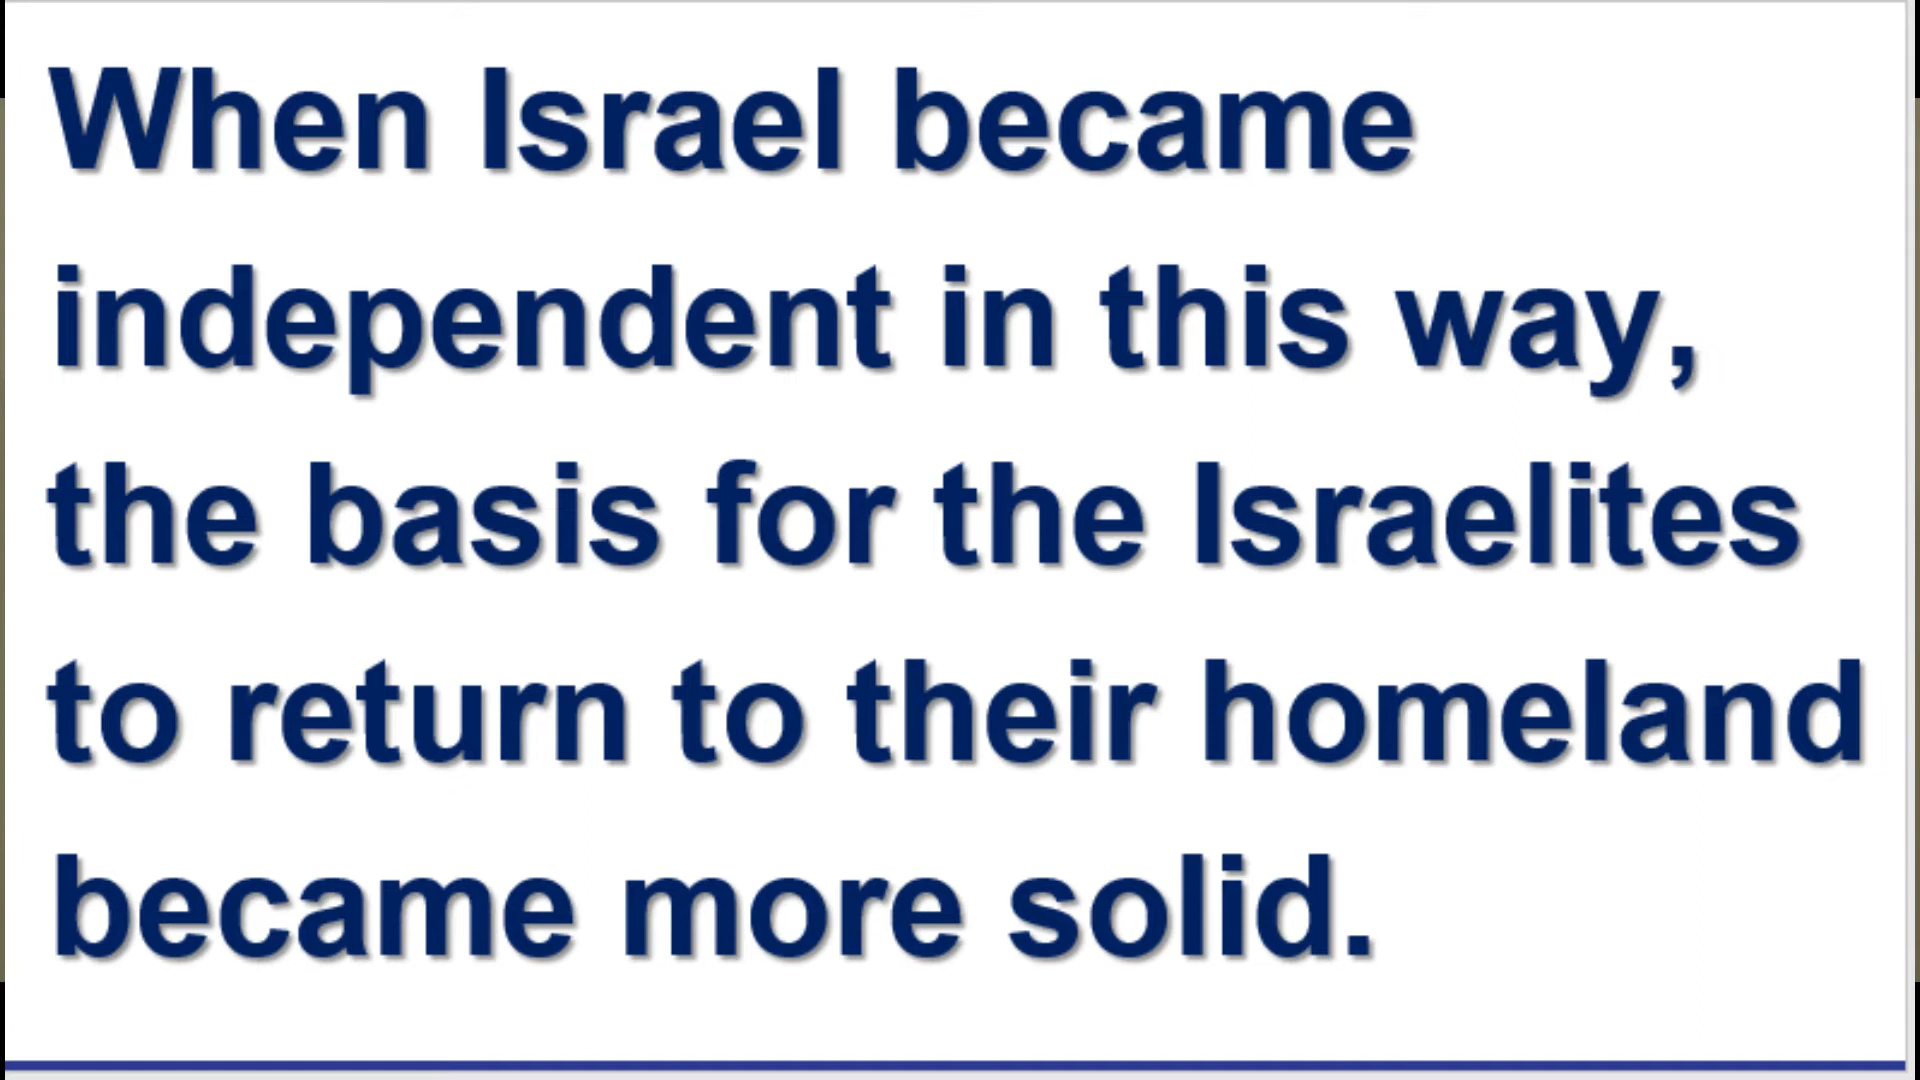 When Israel became
independent in this way,
the basis for the Israelites
to return to their homeland
became more solid.